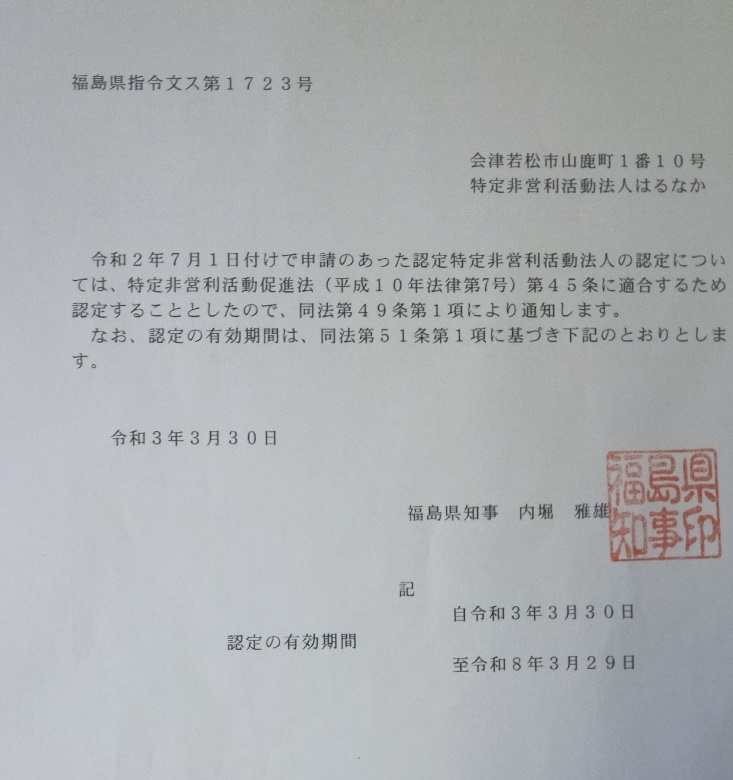 福島県指令文ス第１７２３号
会津若松市山鹿町１番１０号
特定非営利活動法人はるなか
令和２年７月１日付けで申請のあった認定特定非営利活動法人の認定につい
ては、特定非営利活動促進法（平成１０年法律第7号）第４５条に適合するため
認定することとしたので、同法第４９条第１項により通知します。
なお、認定の有効期間は、同法第５１条第１項に基づき下記のとおりとしま
す。
令和３年３月３０日
福島県知事　内堀　雅雄
福島県
知事印
記
自令和３年３月３０日
認定の有効期間
至令和８年３月２９日